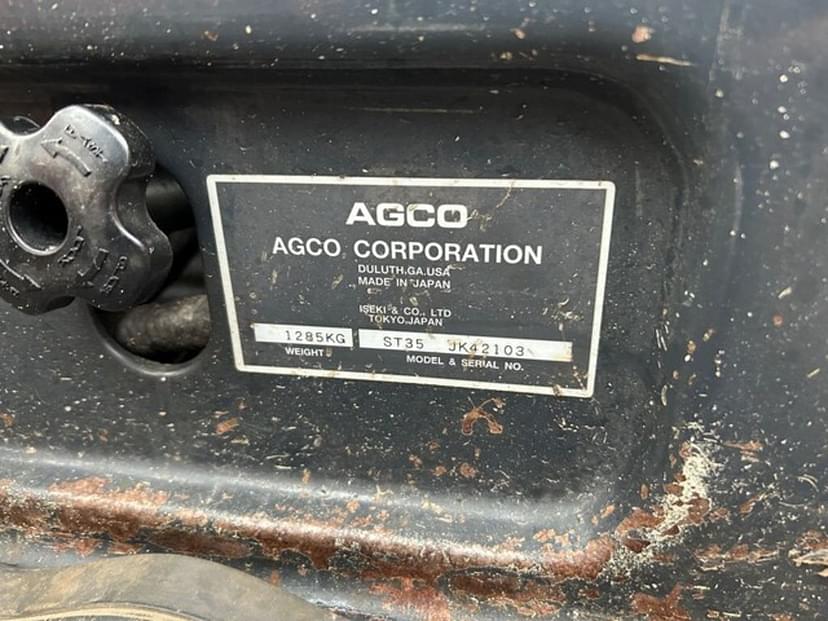 AGCO
AGCO CORPORATION
DULUTH.GA.USA
MADE IN JAPAN
ISEKI & CO., LTD
TOKYO.JAPAN
1285KG
ST35 JK42103
WEIGHT
MODEL & SERIAL NO.